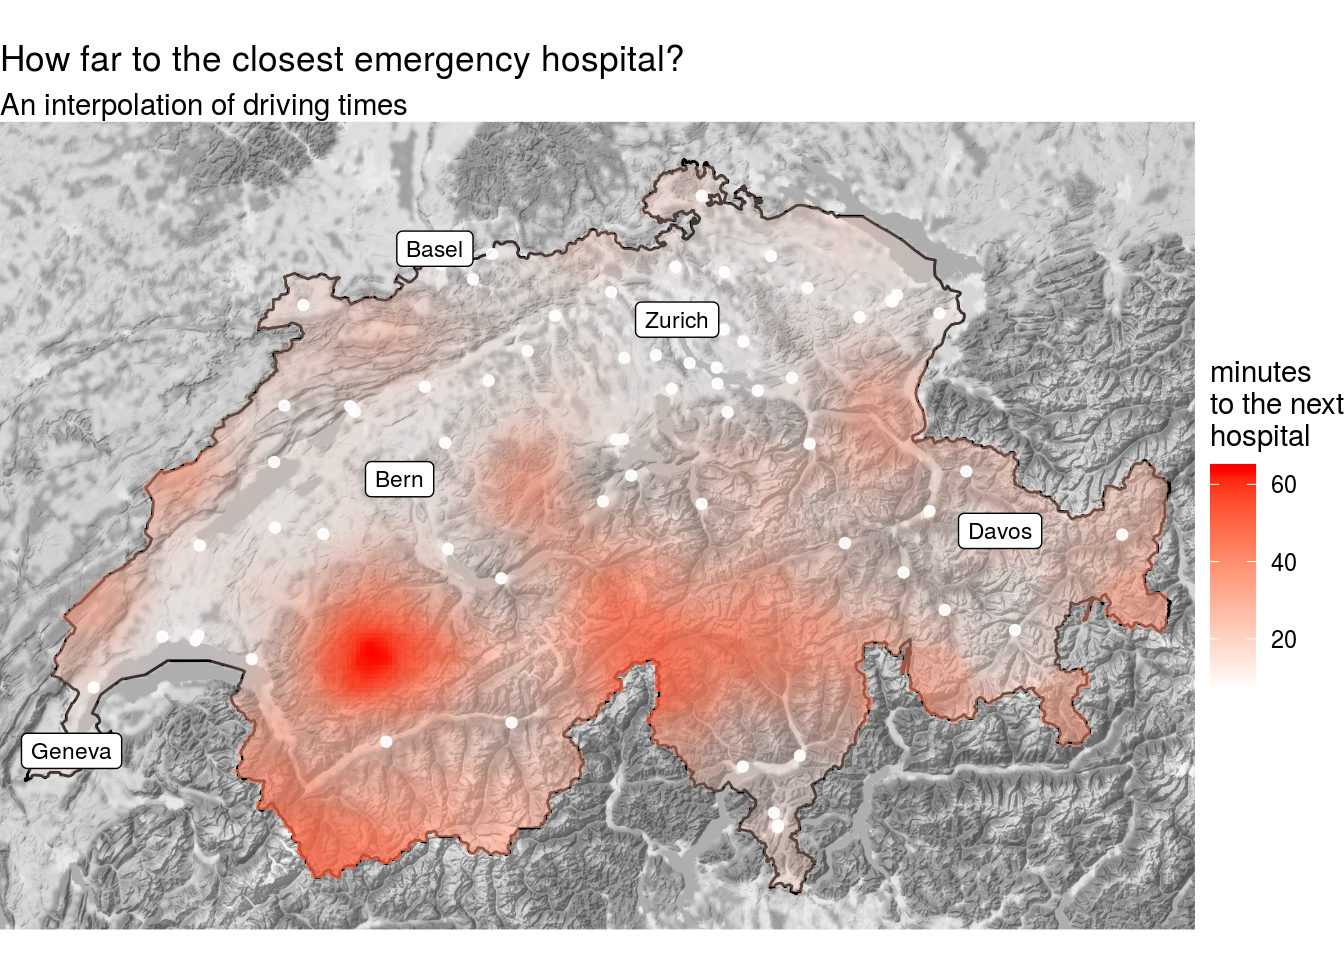 How far to the closest emergency hospital?
An interpolation of driving times
Basel
Zurich
Bern
Davos
Geneva
minutes
to the next
hospital
60
40
20